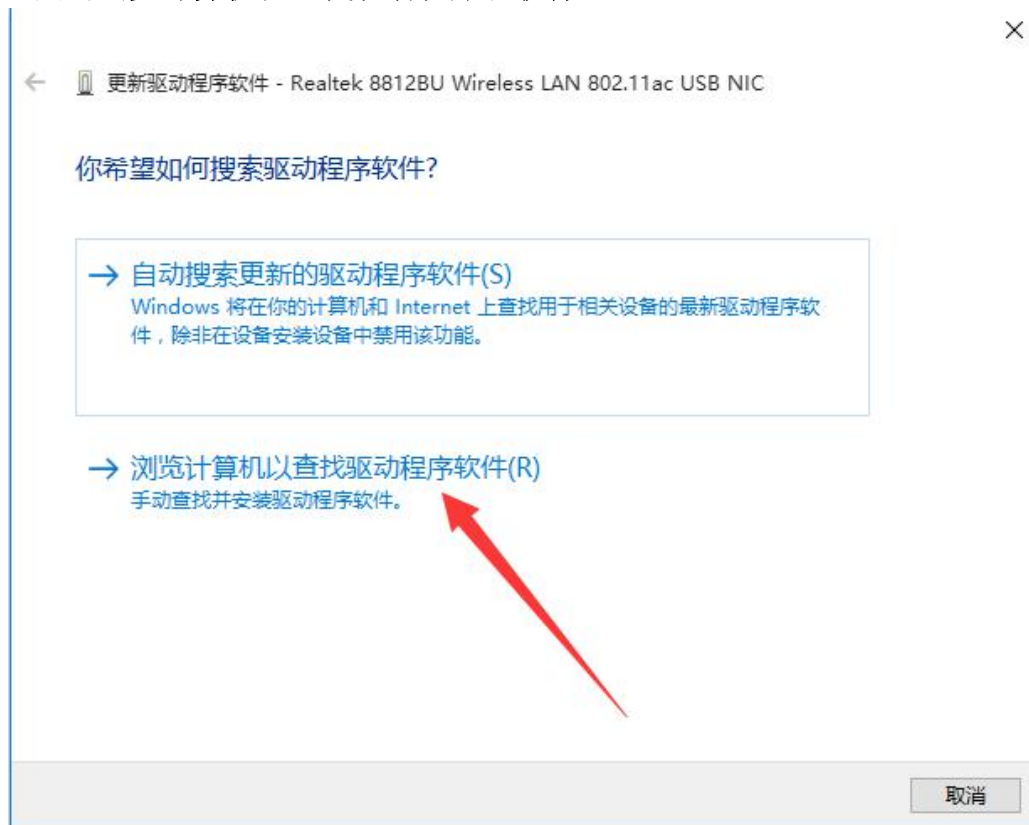 更新驱动程序软件 - Realtek 8812BU Wireless LAN 802.11ac USB NIC
你希望如何搜索驱动程序软件?
自动搜索更新的驱动程序软件(S)
Windows 将在你的计算机和 Internet 上查找用于相关设备的最新驱动程序软
件，除非在设备安装设备中禁用该功能。
浏览计算机以查找驱动程序软件(R)
手动查找并安装驱动程序软件。
取消